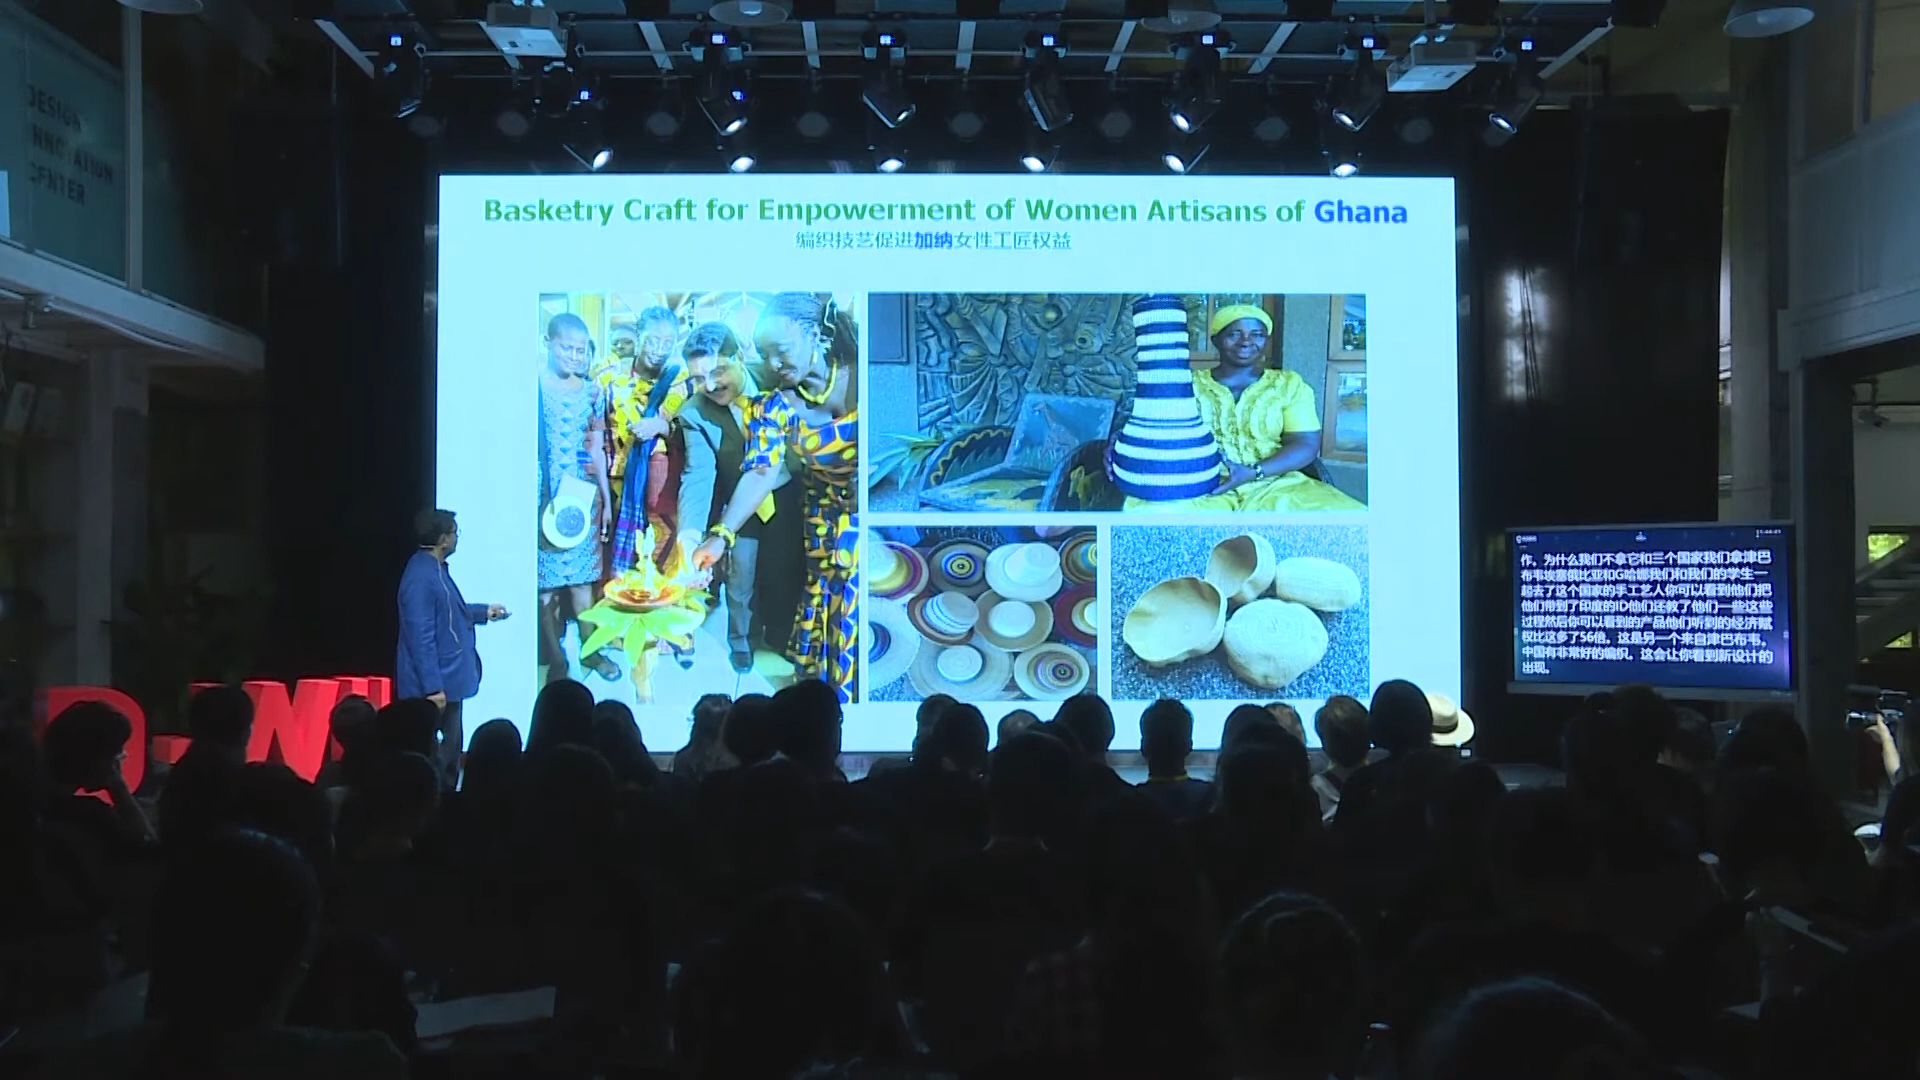 DESIGN
INNOVATION
CENTER
Basketry Craft for Empowerment of Women Artisans of Ghana
编织技艺促进加纳女性工匠权益
作。为什么我们不拿它和三个国家我们拿津巴
布韦埃塞俄比亚和G哈娜我们和我们的学生一
起去了这个国家的手工艺人你可以看到他们把
他们带到了印度的ID他们还教了他们一些这些
过程然后你可以看到的产品他们听到的经济赋
权比这多了56倍。这是另一个来自津巴布韦。
中国有非常好的编织。这会让你看到新设计的
出现。